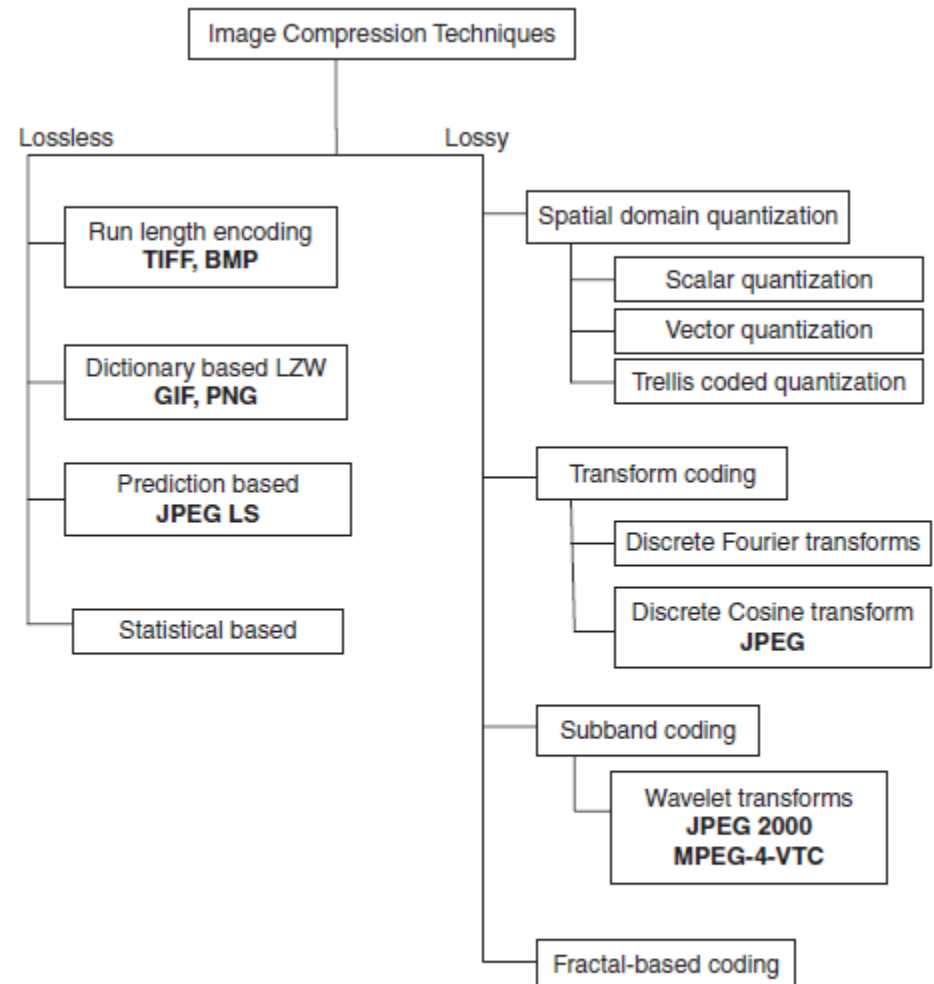 Image Compression Techniques
Lossless
Lossy
Run length encoding
TIFF, BMP
Dictionary based LZW
GIF, PNG
Prediction based
JPEG LS
Statistical based
Spatial domain quantization
Scalar quantization
Vector quantization
Trellis coded quantization
Transform coding
Discrete Fourier transforms
Discrete Cosine transform
JPEG
Subband coding
Wavelet transforms
JPEG 2000
MPEG-4-VTC
Fractal-based coding